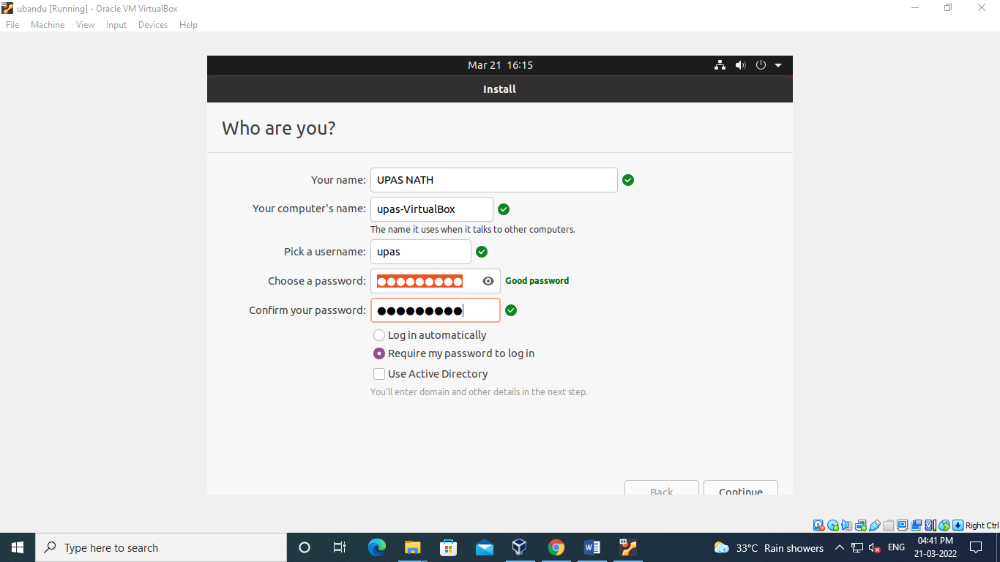 ubandu [Running] - Oracle VM VirtualBox
File Machine View Input Devices Help
Mar 21 16:15
Install
Who are you?
Your name: UPAS NATH
Your computer's name: upas-VirtualBox
The name it uses when it talks to other computers.
Pick a username: upas
Choose a password: ●●●●●●●●● Good password
Confirm your password: ●●●●●●●●●
Log in automatically
Require my password to log in
Use Active Directory
You'll enter domain and other details in the next step.
Back Continue
Right Ctrl
Type here to search
33°C Rain showers
ENG
04:41 PM
21-03-2022